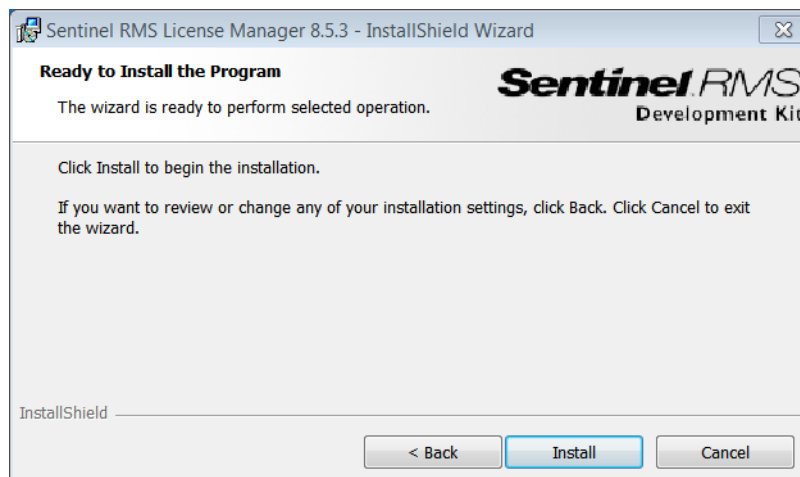 Sentinel RMS License Manager 8.5.3 - InstallShield Wizard
Ready to Install the Program
The wizard is ready to perform selected operation.
Sentinel RMS
Development Kit
Click Install to begin the installation.
If you want to review or change any of your installation settings, click Back. Click Cancel to exit
the wizard.
InstallShield
< Back
Install
Cancel